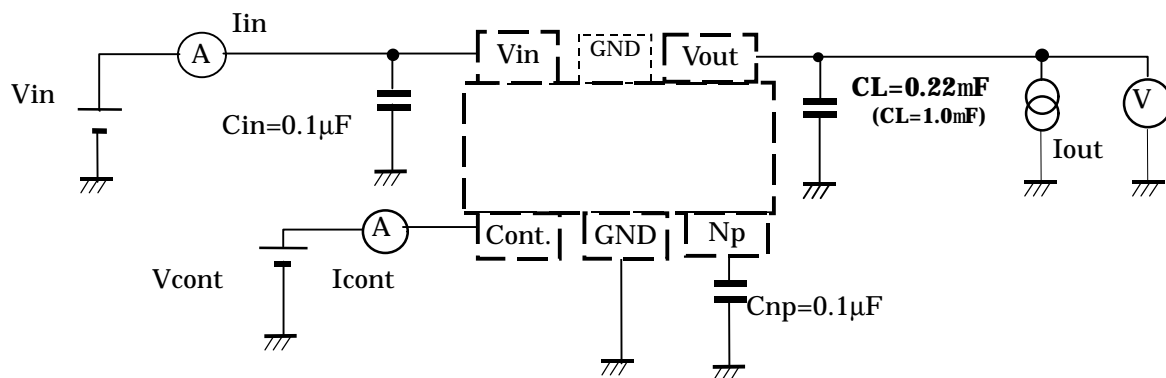 Iin
A
Vin
GND
Vout
Vin
Cin=0.1μF
CL=0.22mF
(CL=1.0mF)
V
Iout
A
Cont.
GND
Np
Vcont
Icont
Cnp=0.1μF